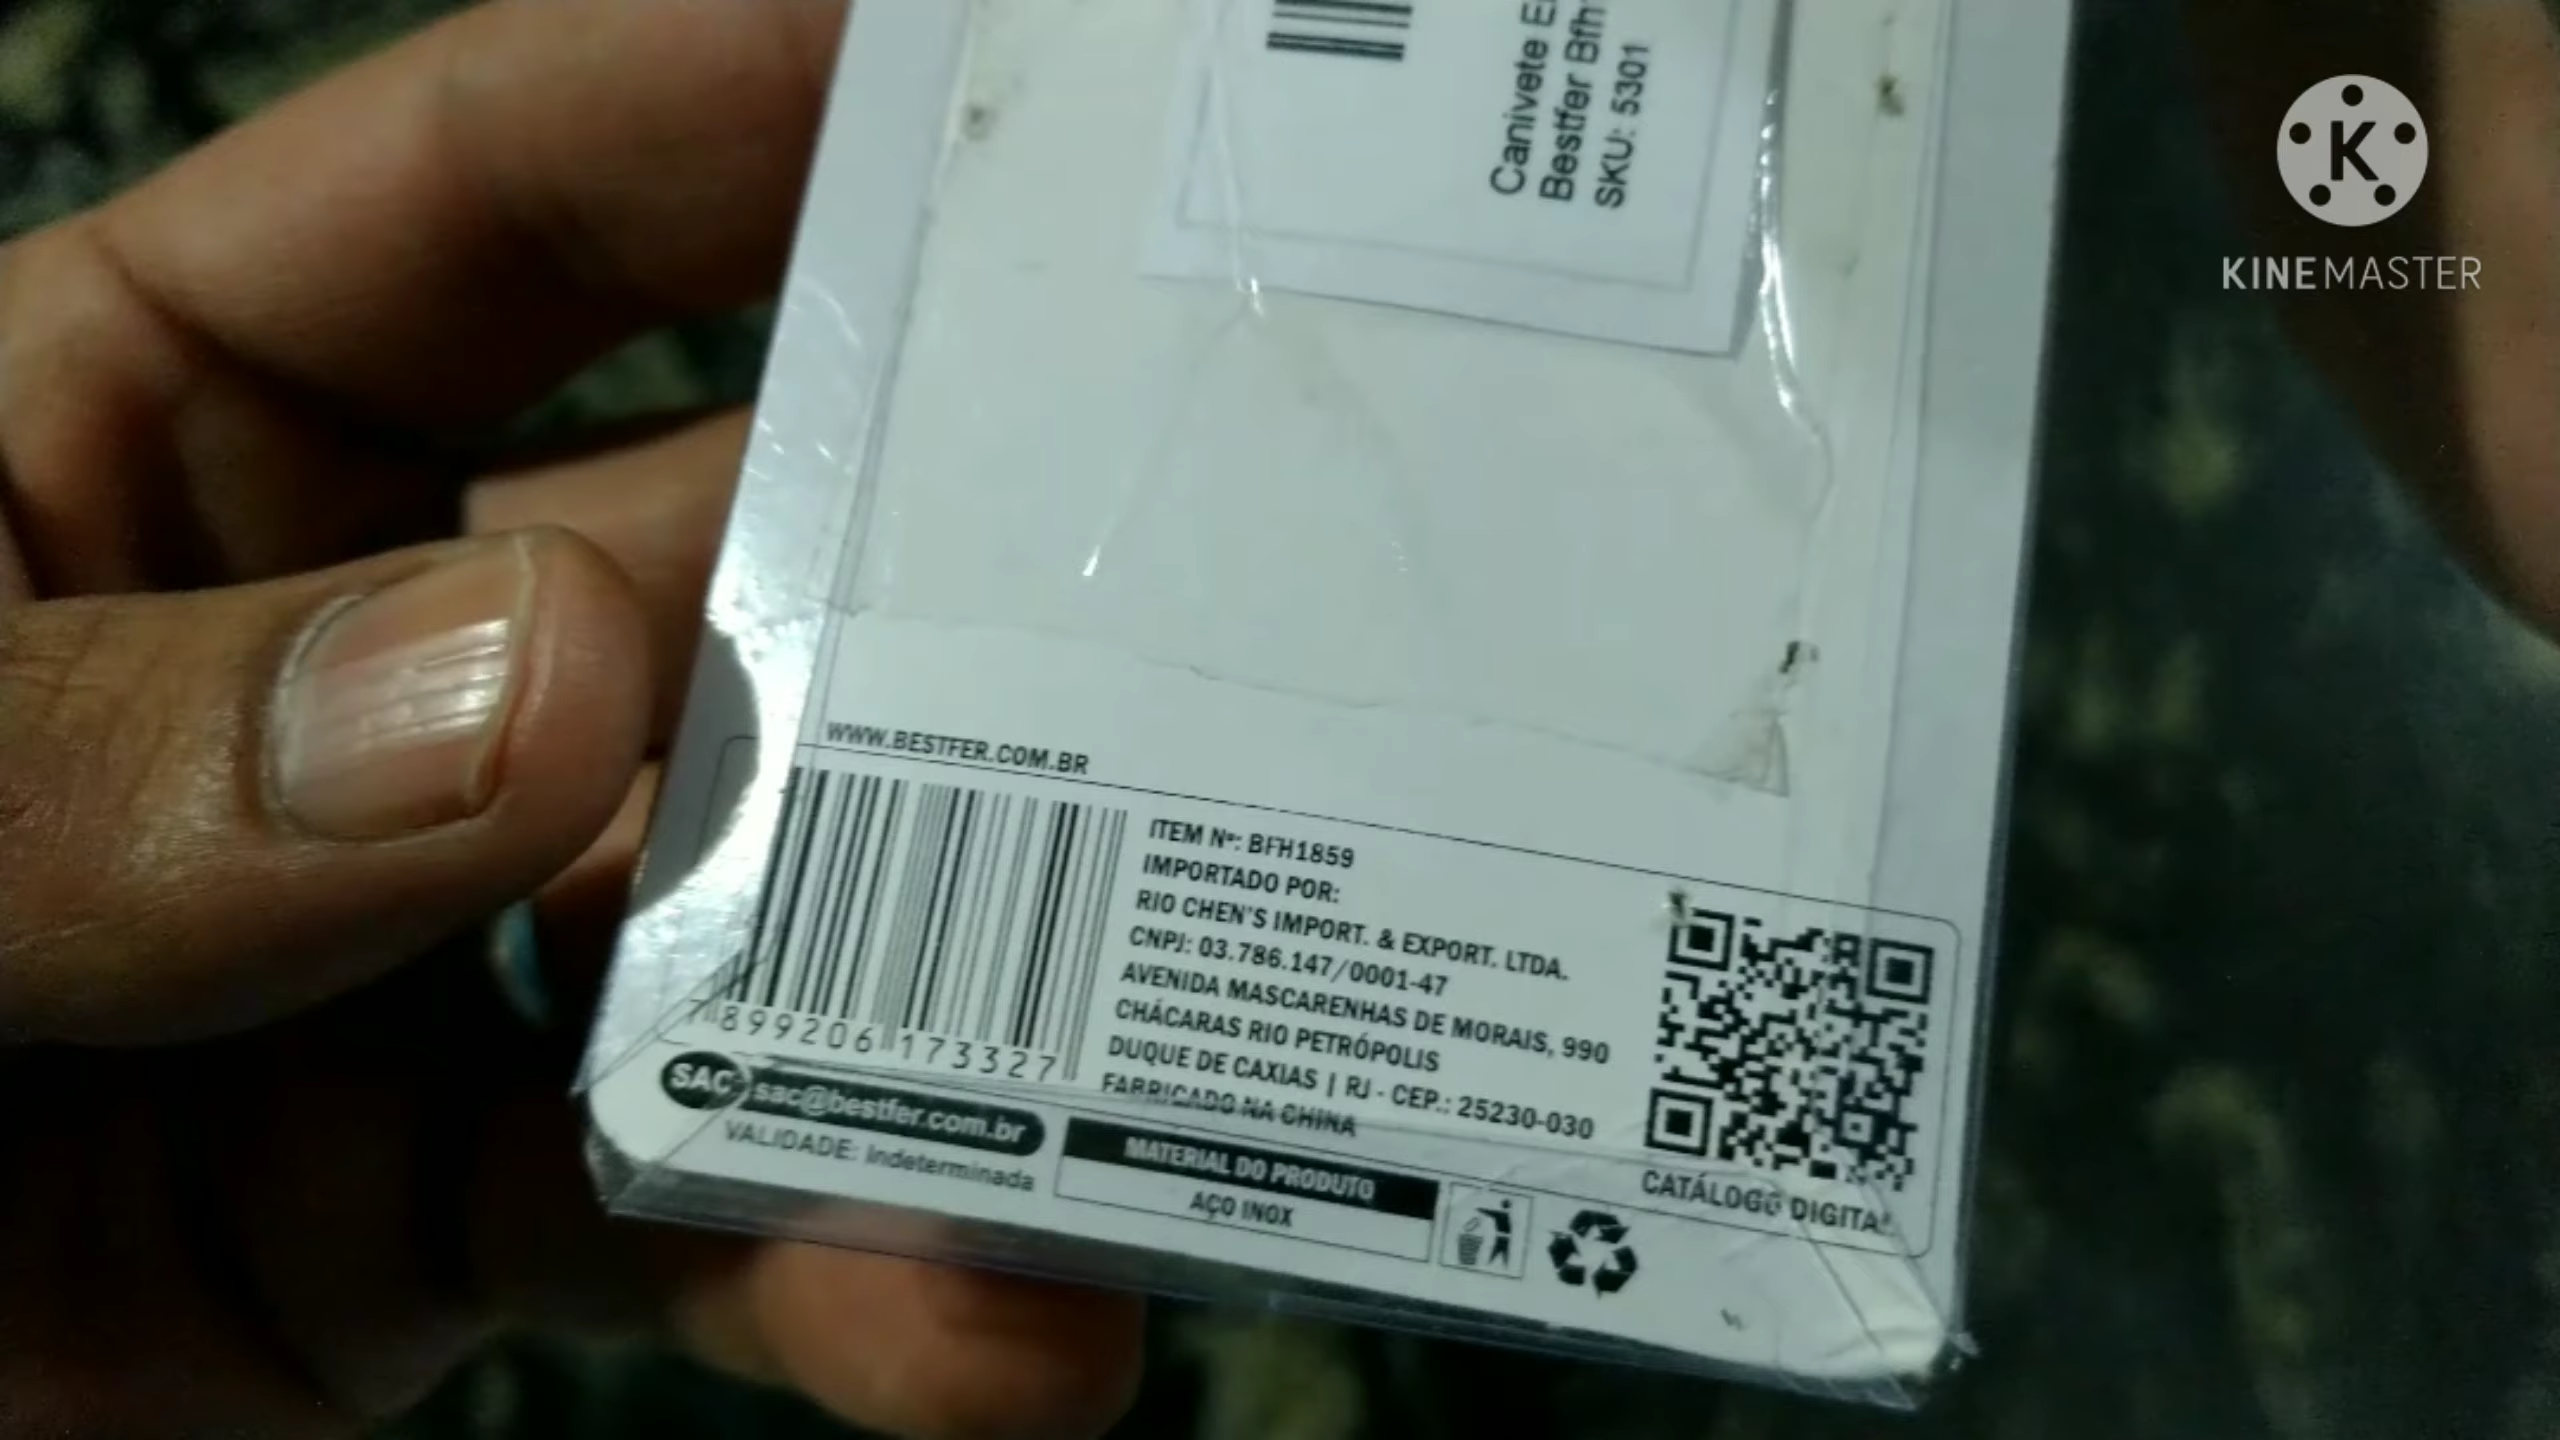 Canivete
Bestfer
SKU: 5301
KINEMASTER
WWW.BESTFER.COM.BR
ITEM Nº: BFH1859
IMPORTADO POR:
RIO CHEN'S IMPORT. & EXPORT. LTDA.
CNPJ: 03.786.147/0001-47
AVENIDA MASCARENHAS DE MORAIS, 990
CHÁCARAS RIO PETRÓPOLIS
DUQUE DE CAXIAS | RJ - CEP.: 25230-030
FABRICADO NA CHINA
7 899206 173327
SAC sac@bestfer.com.br
VALIDADE: Indeterminada
MATERIAL DO PRODUTO
AÇO INOX
CATÁLOGO DIGITAL